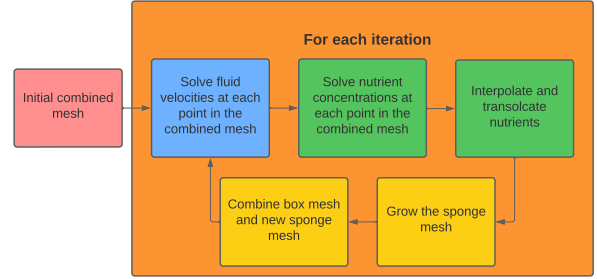 For each iteration
Initial combined
mesh
Solve fluid
velocities at each
point in the
combined mesh
Solve nutrient
concentrations at
each point in the
combined mesh
Interpolate and
transolcate
nutrients
Grow the sponge
mesh
Combine box mesh
and new sponge
mesh